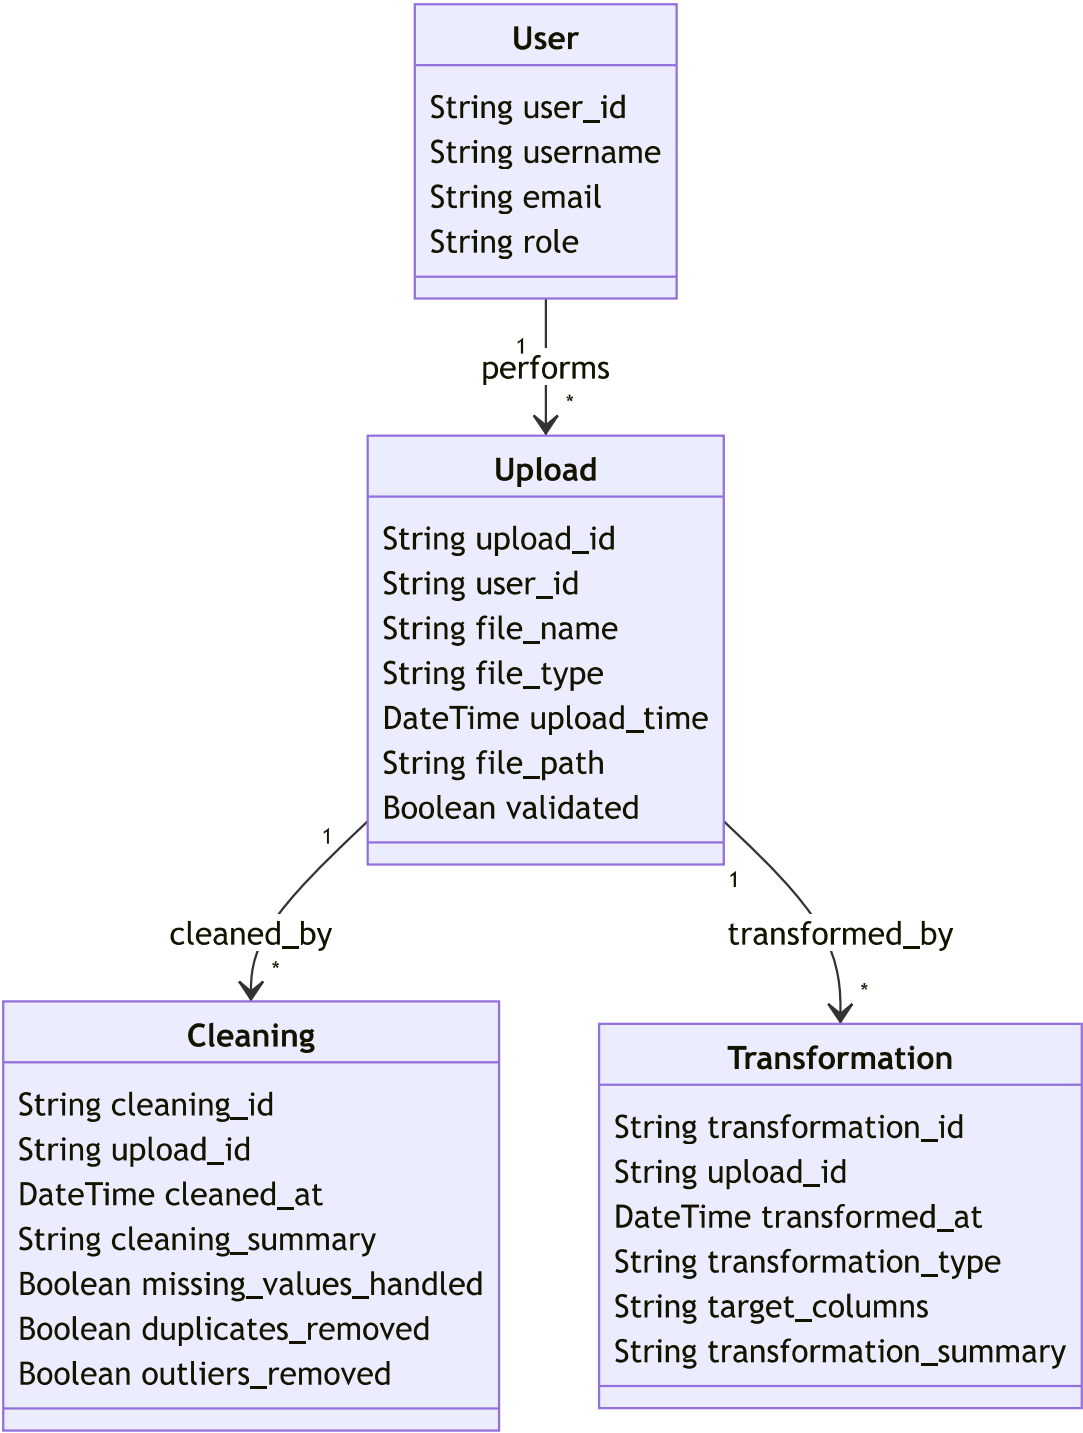 User
String user_id
String username
String email
String role
1
performs
*
Upload
String upload_id
String user_id
String file_name
String file_type
DateTime upload_time
String file_path
Boolean validated
1
cleaned_by
*
1
transformed_by
*
Cleaning
String cleaning_id
String upload_id
DateTime cleaned_at
String cleaning_summary
Boolean missing_values_handled
Boolean duplicates_removed
Boolean outliers_removed
Transformation
String transformation_id
String upload_id
DateTime transformed_at
String transformation_type
String target_columns
String transformation_summary